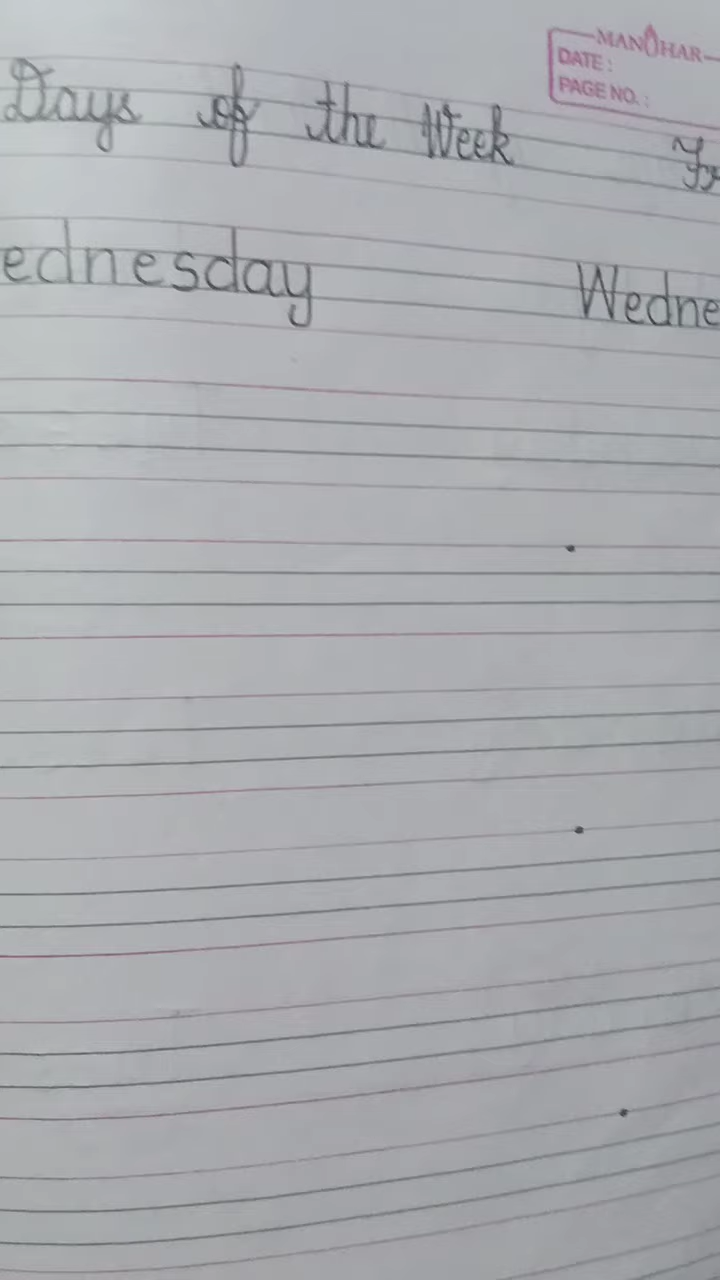 MANOHAR
DATE :
PAGE NO. :
Days of the Week
ednesday Wedne